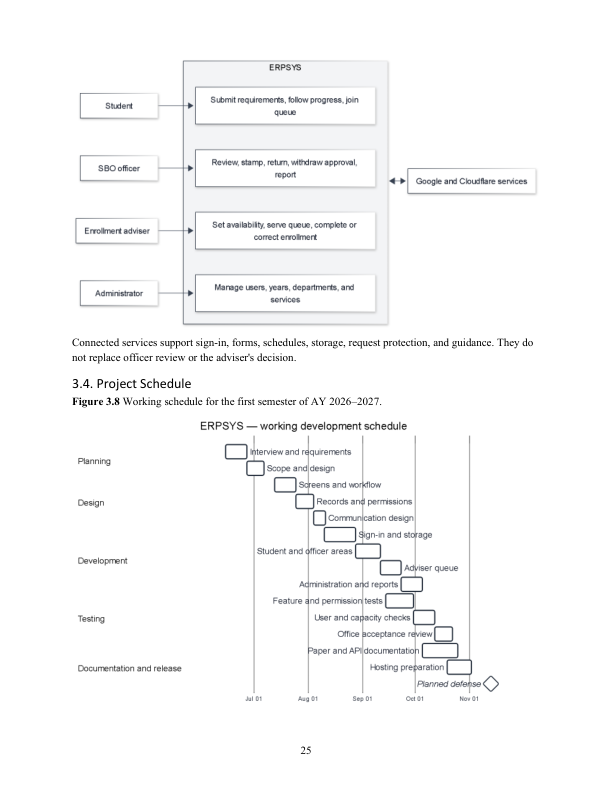 ERPSYS
Student
Submit requirements, follow progress, join
queue
SBO officer
Review, stamp, return, withdraw approval,
report
Google and Cloudflare services
Enrollment adviser
Set availability, serve queue, complete or
correct enrollment
Administrator
Manage users, years, departments, and
services
Connected services support sign-in, forms, schedules, storage, request protection, and guidance. They do
not replace officer review or the adviser's decision.
3.4. Project Schedule
Figure 3.8 Working schedule for the first semester of AY 2026–2027.
ERPSYS — working development schedule
Planning
Interview and requirements
Scope and design
Design
Screens and workflow
Records and permissions
Communication design
Development
Sign-in and storage
Student and officer areas
Adviser queue
Administration and reports
Testing
Feature and permission tests
User and capacity checks
Office acceptance review
Documentation and release
Paper and API documentation
Hosting preparation
Planned defense
Jul 01
Aug 01
Sep 01
Oct 01
Nov 01
25